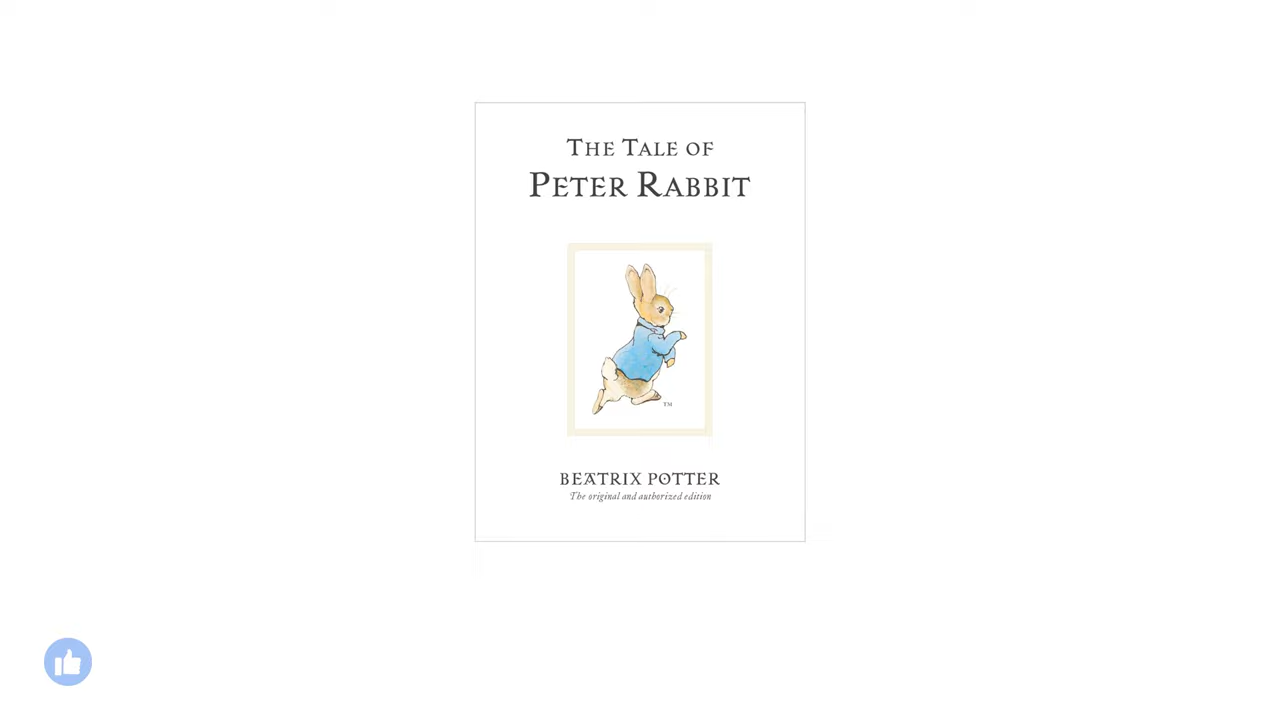 The Tale of
Peter Rabbit
TM
BEATRIX POTTER
The original and authorized edition